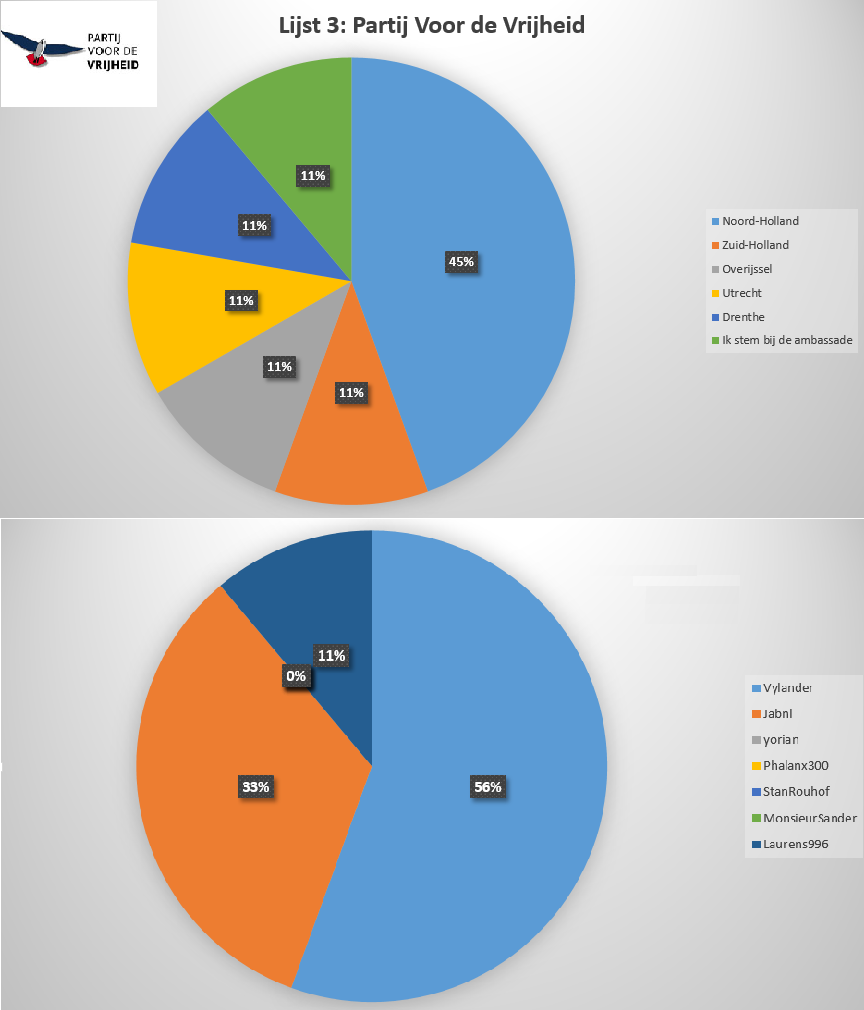 Lijst 3: Partij Voor de Vrijheid
PARTIJ
VOOR DE
VRIJHEID
11%
45%
11%
11%
11%
11%
Noord-Holland
Zuid-Holland
Overijssel
Utrecht
Drenthe
Ik stem bij de ambassade
11%
0%
33%
56%
Vylander
Jabnl
yorian
Phalanx300
StanRouhof
MonsieurSander
Laurens996